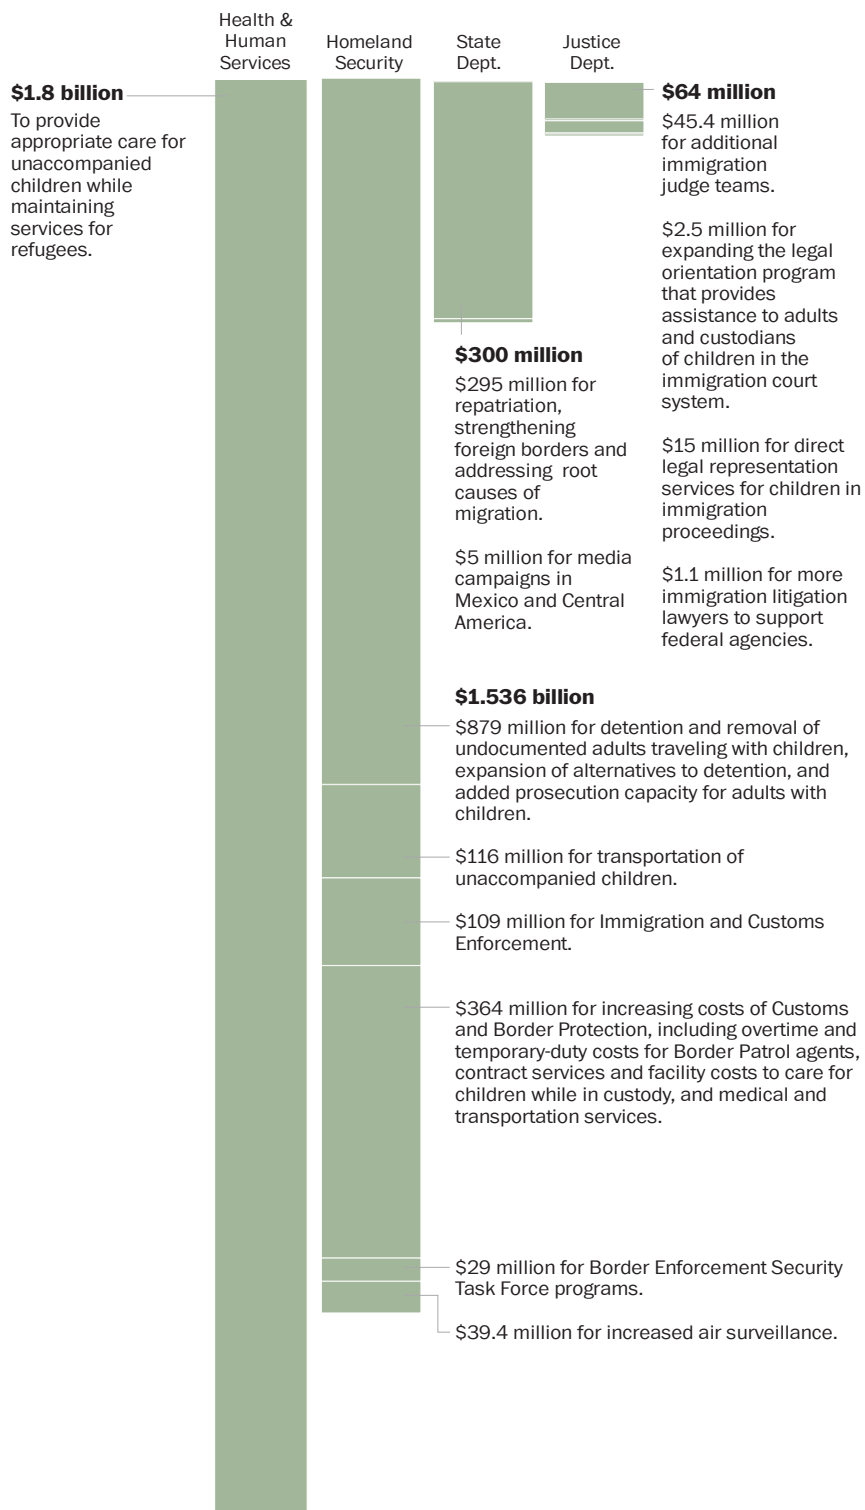 Health &
Human
Services
Homeland
Security
State
Dept.
Justice
Dept.
$1.8 billion
To provide
appropriate care for
unaccompanied
children while
maintaining
services for
refugees.
$64 million
$45.4 million
for additional
immigration
judge teams.
$2.5 million for
expanding the legal
orientation program
that provides
assistance to adults
and custodians
of children in the
immigration court
system.
$15 million for direct
legal representation
services for children in
immigration
proceedings.
$1.1 million for more
immigration litigation
lawyers to support
federal agencies.
$300 million
$295 million for
repatriation,
strengthening
foreign borders and
addressing root
causes of
migration.
$5 million for media
campaigns in
Mexico and Central
America.
$1.536 billion
$879 million for detention and removal of
undocumented adults traveling with children,
expansion of alternatives to detention, and
added prosecution capacity for adults with
children.
$116 million for transportation of
unaccompanied children.
$109 million for Immigration and Customs
Enforcement.
$364 million for increasing costs of Customs
and Border Protection, including overtime and
temporary-duty costs for Border Patrol agents,
contract services and facility costs to care for
children while in custody, and medical and
transportation services.
$29 million for Border Enforcement Security
Task Force programs.
$39.4 million for increased air surveillance.